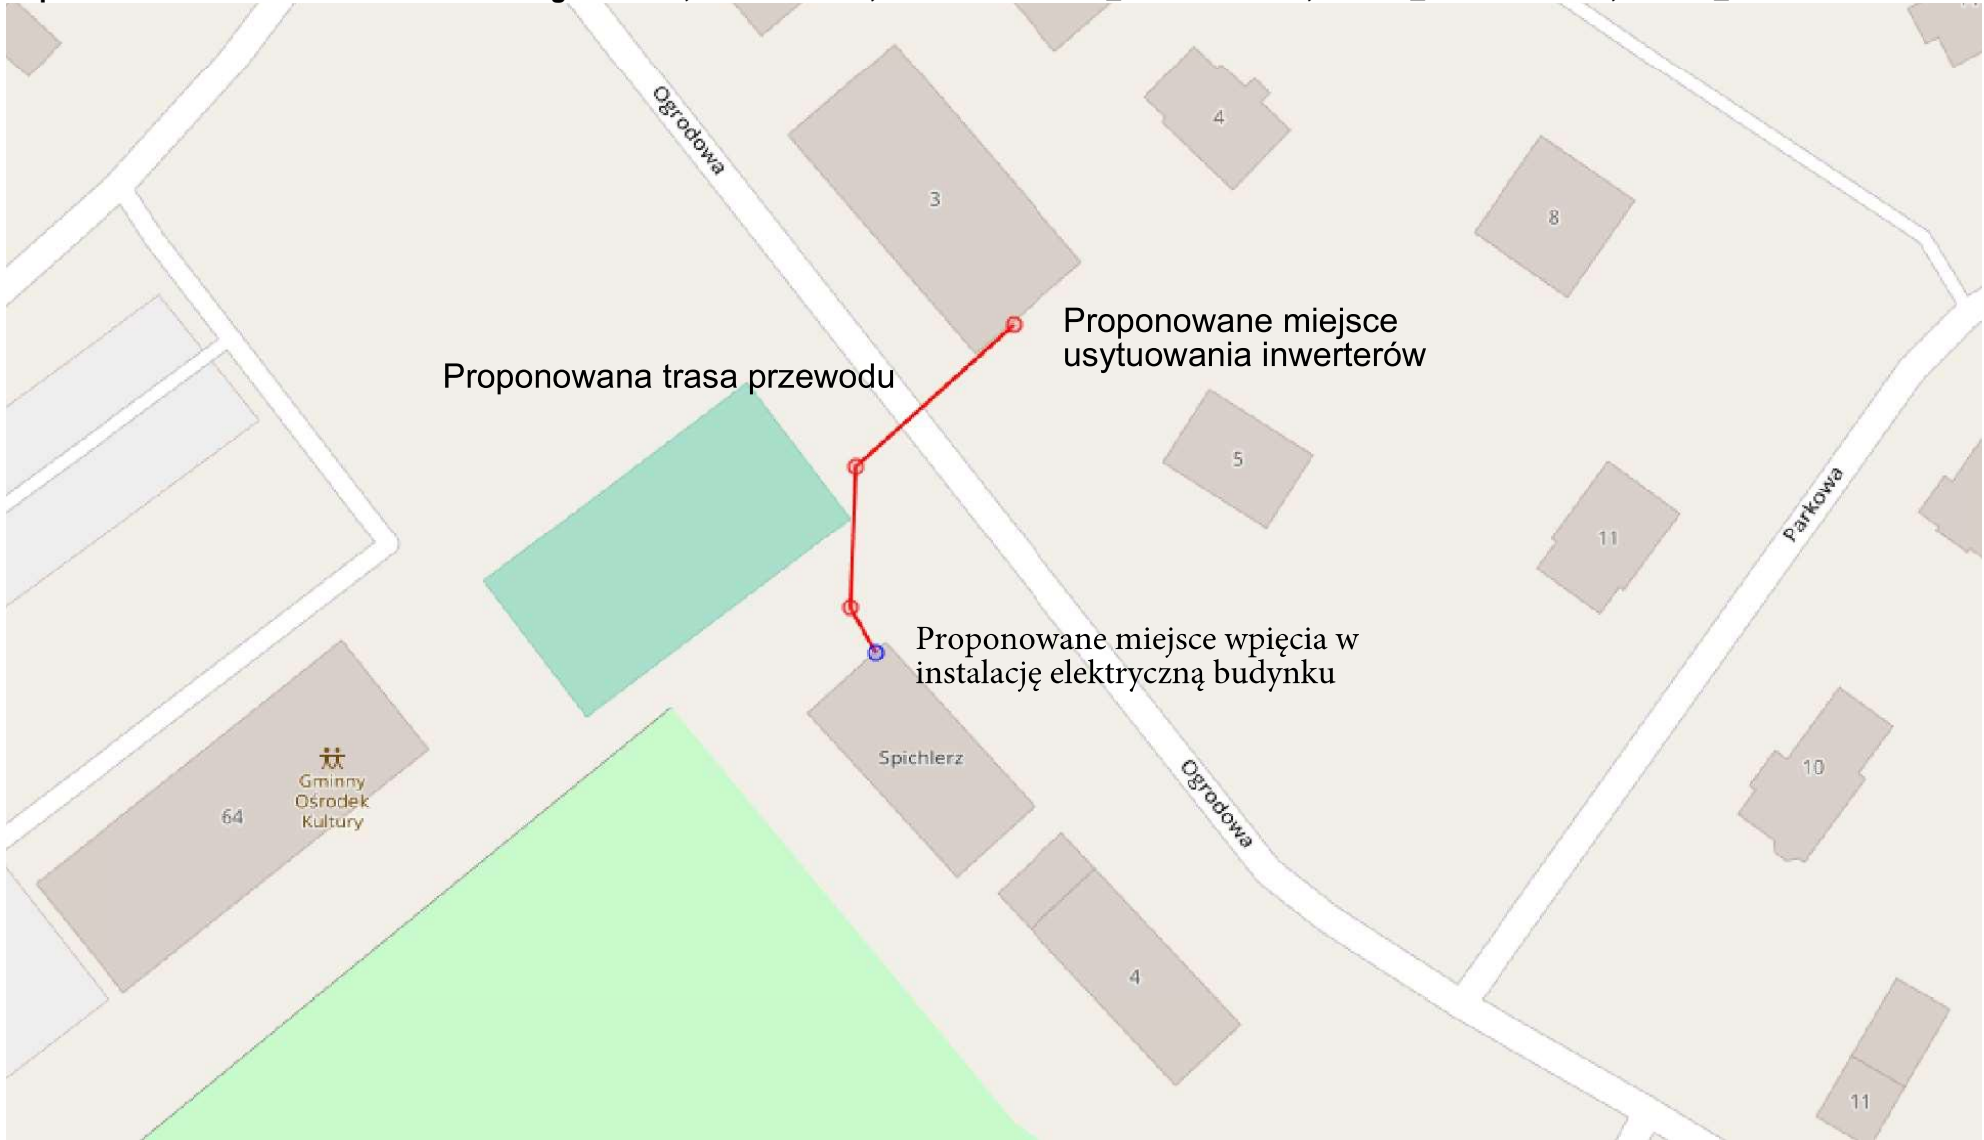 Ogrodowa
4
3
8
Proponowane miejsce
usytuowania inwerterów
Proponowana trasa przewodu
5
11
Parkowa
Proponowane miejsce wpięcia w
instalację elektryczną budynku
Spichlerz
Gminny
Ośrodek
Kultury
64
Ogrodowa
10
4
11